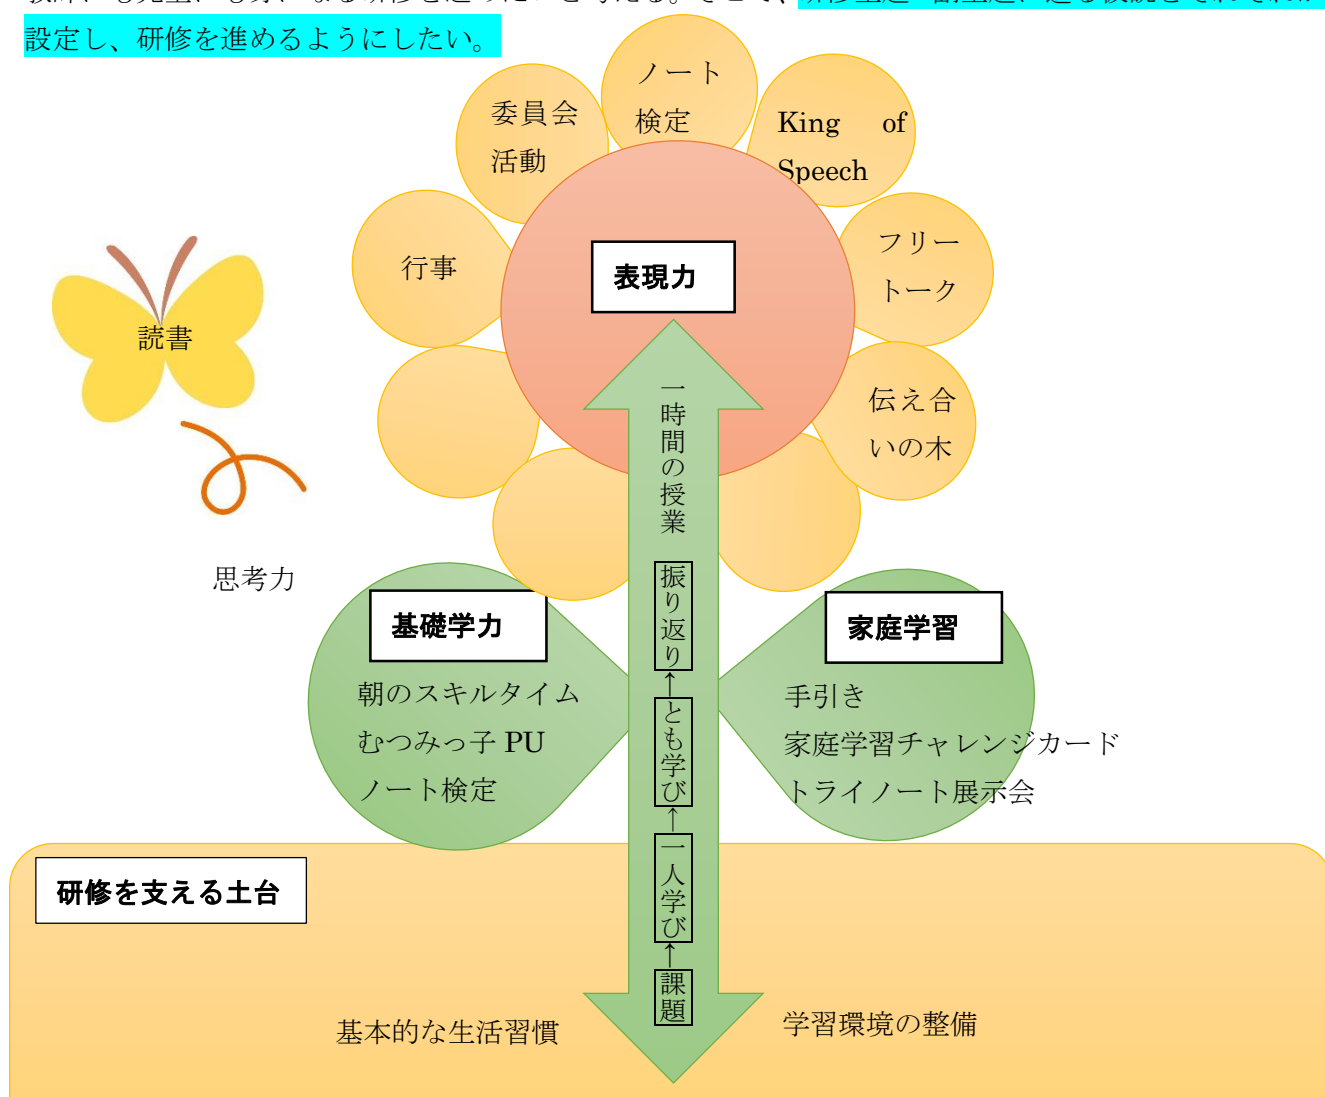 設定し、研修を進めるようにしたい。
ノート
検定
委員会
活動
King of
Speech
行事
表現力
フリー
トーク
読書
伝え合
いの木
一時間の授業　振り返り←とも学び←一人学び←課題
思考力
基礎学力
朝のスキルタイム
むつみっ子 PU
ノート検定
家庭学習
手引き
家庭学習チャレンジカード
トライノート展示会
研修を支える土台
基本的な生活習慣
学習環境の整備